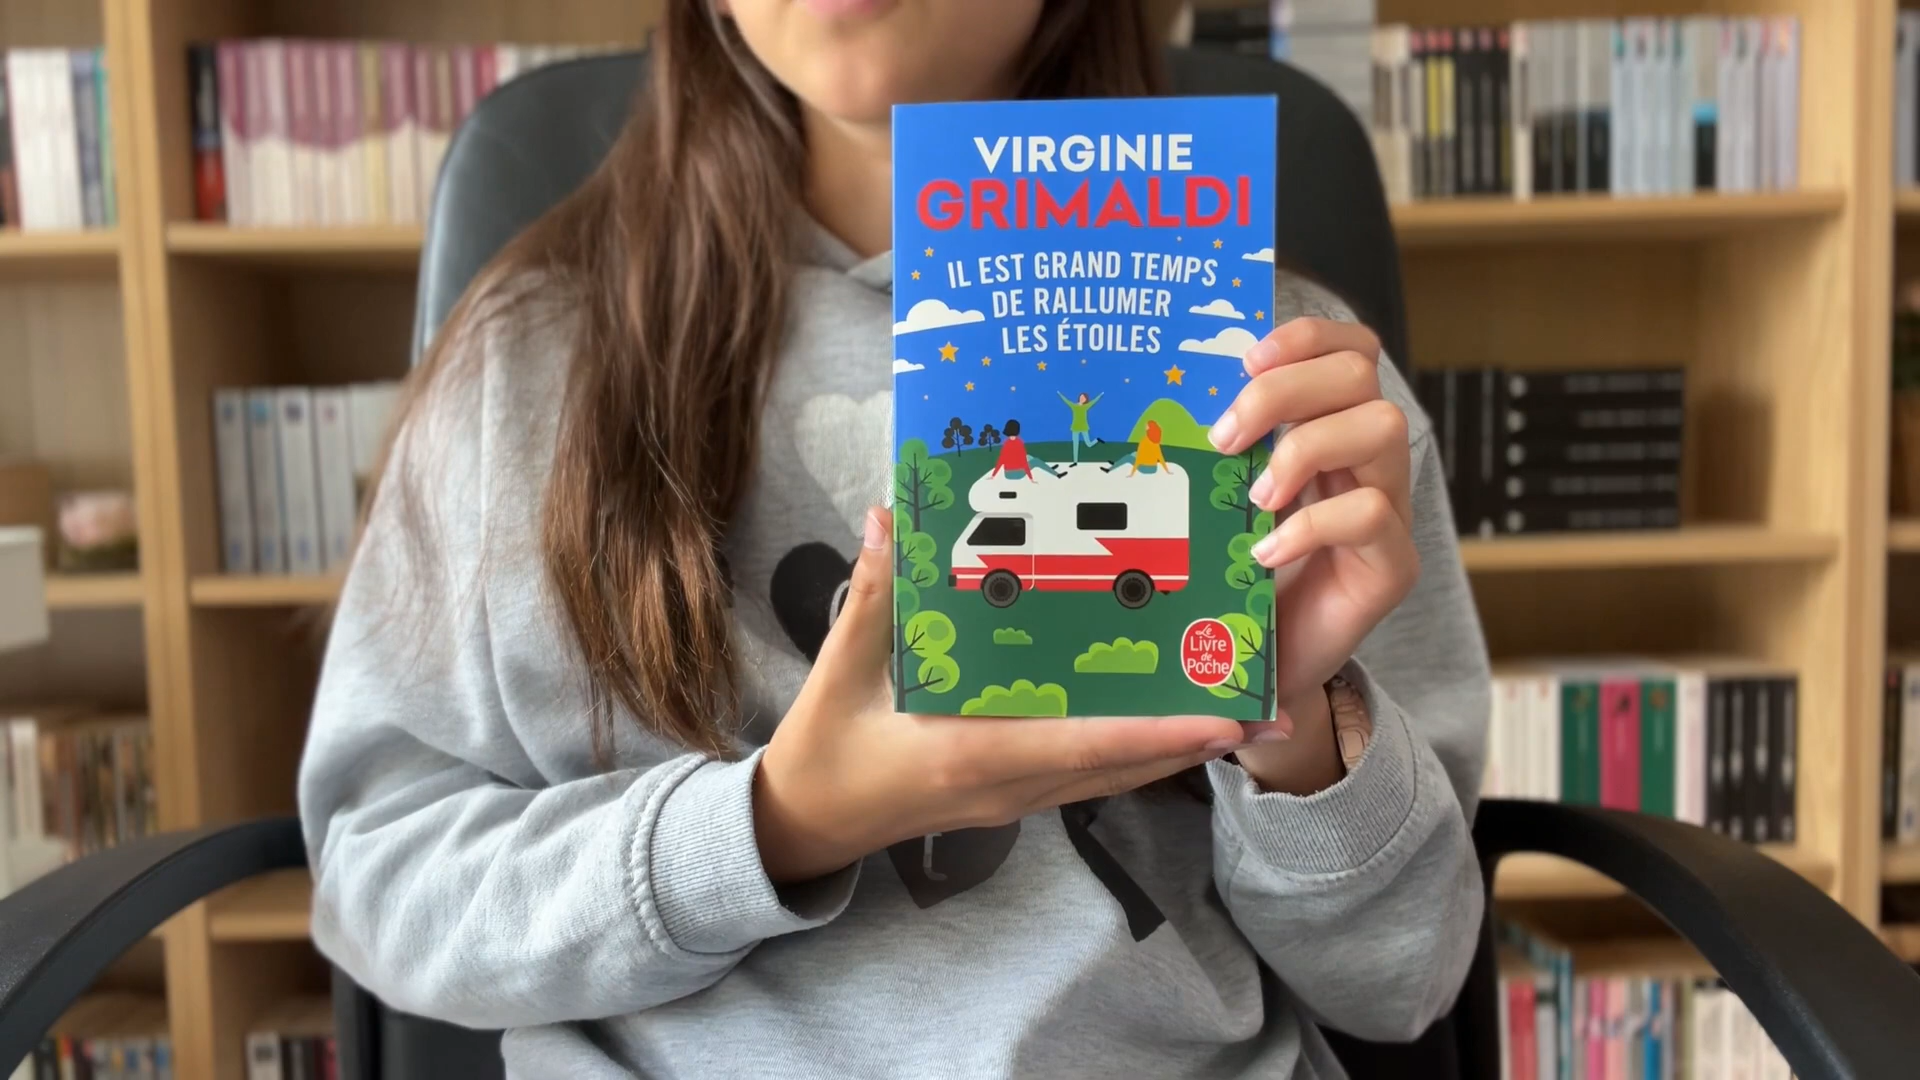 VIRGINIE
GRIMALDI
IL EST GRAND TEMPS
DE RALLUMER
LES ÉTOILES
Le
Livre
de
Poche